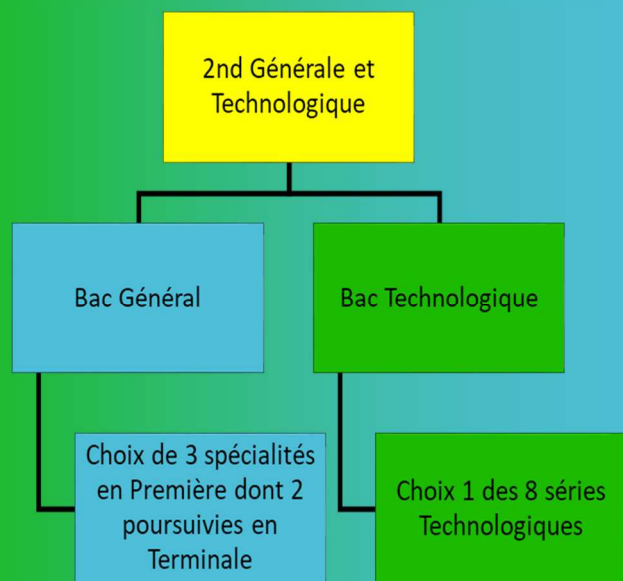 2nd Générale et
Technologique
Bac Général
Bac Technologique
Choix de 3 spécialités
en Première dont 2
poursuivies en
Terminale
Choix 1 des 8 séries
Technologiques